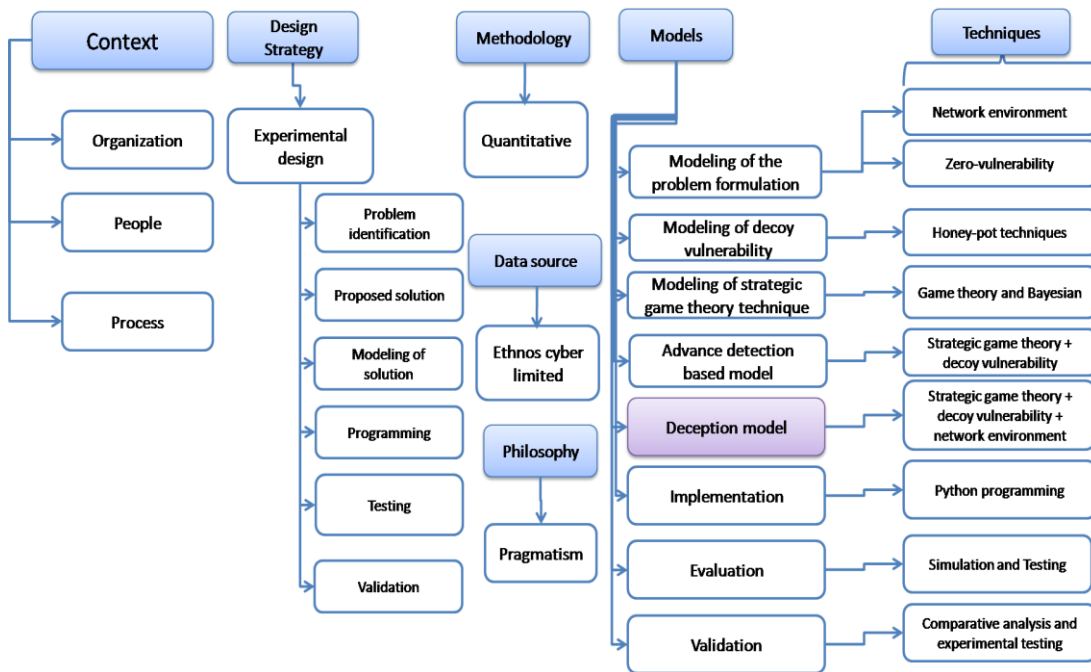 Context
Organization
People
Process
Design
Strategy
Experimental
design
Problem
identification
Proposed solution
Modeling of
solution
Programming
Testing
Validation
Methodology
Quantitative
Data source
Ethnos cyber
limited
Philosophy
Pragmatism
Models
Modeling of the
problem formulation
Modeling of decoy
vulnerability
Modeling of strategic
game theory technique
Advance detection
based model
Deception model
Implementation
Evaluation
Validation
Techniques
Network environment
Zero-vulnerability
Honey-pot techniques
Game theory and Bayesian
Strategic game theory +
decoy vulnerability
Strategic game theory +
decoy vulnerability +
network environment
Python programming
Simulation and Testing
Comparative analysis and
experimental testing